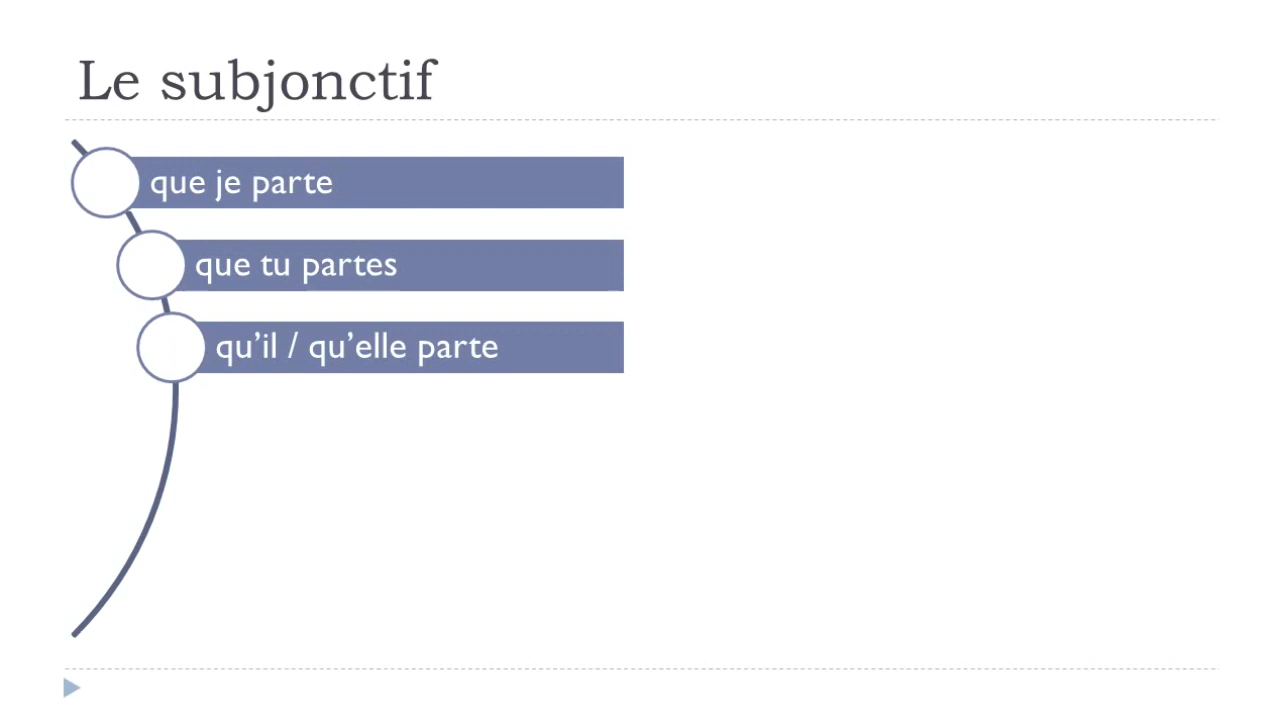 Le subjonctif
que je parte
que tu partes
qu’il / qu’elle parte